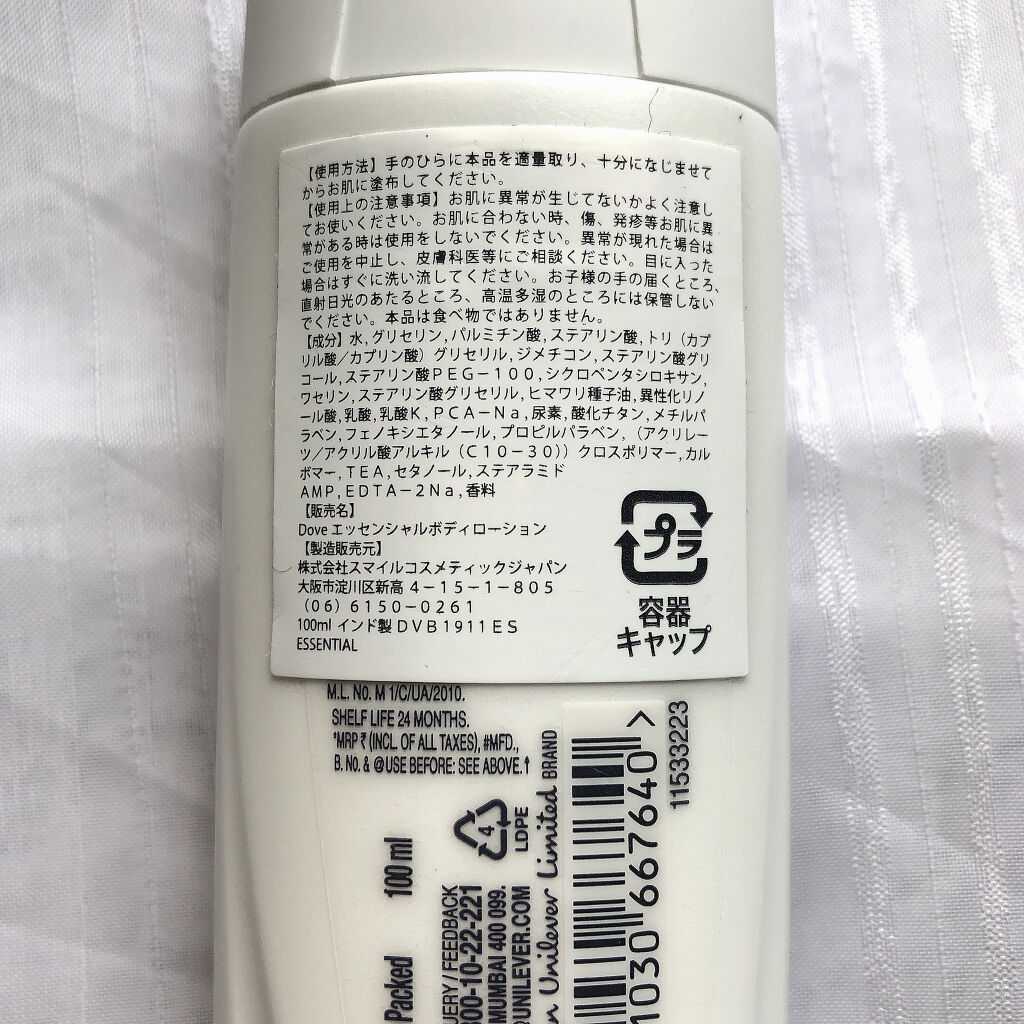 【使用方法】手のひらに本品を適量取り、十分になじませて
からお肌に塗布してください。
【使用上の注意事項】お肌に異常が生じてないかよく注意し
てお使いください。お肌に合わない時、傷、発疹等お肌に異
常がある時は使用をしないでください。異常が現れた場合は
ご使用を中止し、皮膚科医等にご相談ください。目に入った
場合はすぐに洗い流してください。お子様の手の届くところ、
直射日光のあたるところ、高温多湿のところには保管しない
でください。本品は食べ物ではありません。
【成分】水,グリセリン,パルミチン酸,ステアリン酸,トリ（カプ
リル酸／カプリン酸）グリセリル,ジメチコン,ステアリン酸グリ
コール,ステアリン酸ＰＥＧ－１００,シクロペンタシロキサン,
ワセリン,ステアリン酸グリセリル,ヒマワリ種子油,異性化リノ
ール酸,乳酸,乳酸Ｋ,ＰＣＡ－Ｎａ,尿素,酸化チタン,メチルパ
ラベン,フェノキシエタノール,プロピルパラベン,（アクリレー
ツ／アクリル酸アルキル（Ｃ１０－３０））クロスポリマー,カル
ボマー,ＴＥＡ,セタノール,ステアラミド
ＡＭＰ,ＥＤＴＡ－２Ｎａ,香料
【販売名】
Dove エッセンシャルボディローション
【製造販売元】
株式会社スマイルコスメティックジャパン
大阪市淀川区新高４－１５－１－８０５
（０６）６１５０－０２６１
100ml インド製ＤＶＢ１９１１ＥＳ
ESSENTIAL
プラ
容器
キャップ
M.L. No. M 1/C/UA/2010.
SHELF LIFE 24 MONTHS.
*MRP ₹ (INCL. OF ALL TAXES), #MFD.,
B. No. & @USE BEFORE: SEE ABOVE.↑
Packed 100 ml
4
LDPE
UERY / FEEDBACK
800-10-22-221
MUMBAI 400 099.
@UNILEVER.COM
n Unilever Limited BRAND
1030 667640 >
11533223